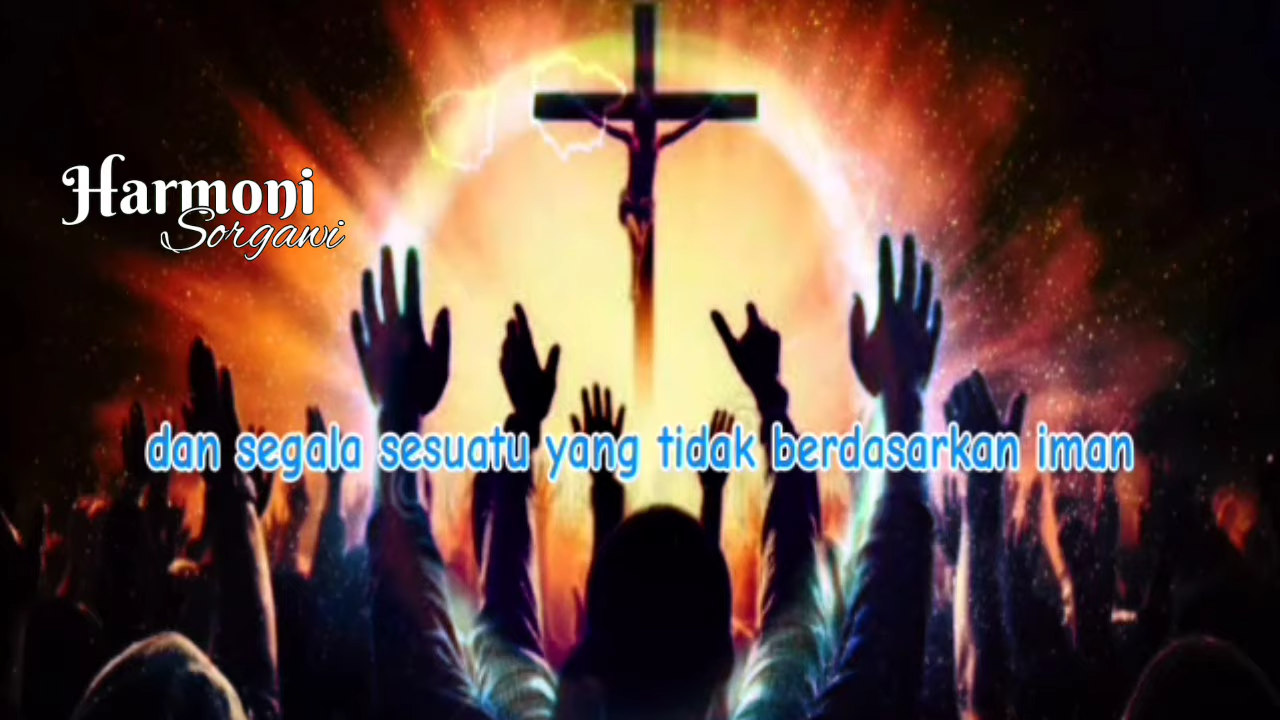 Harmoni
Sorgawi
dan segala sesuatu yang tidak berdasarkan iman